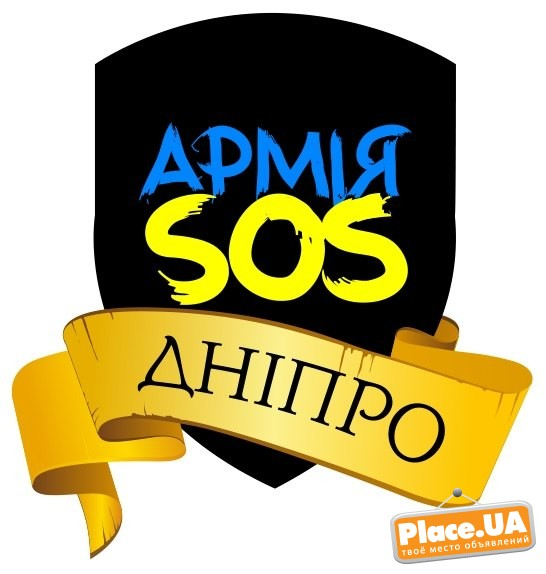 АРМІЯ
SOS
ДНІПРО
Place.UA
твоё место объявлений